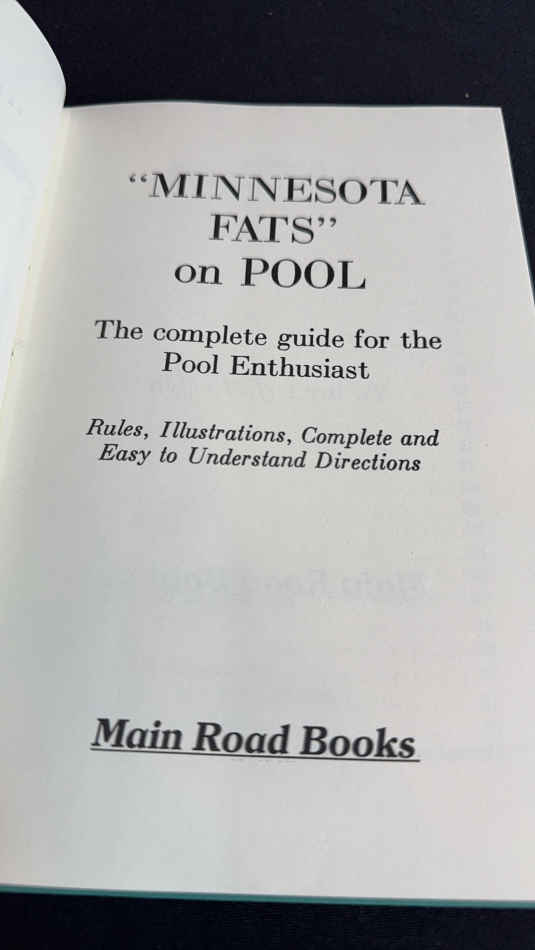 “MINNESOTA
FATS”
on POOL
The complete guide for the
Pool Enthusiast
Rules, Illustrations, Complete and
Easy to Understand Directions
Main Road Books